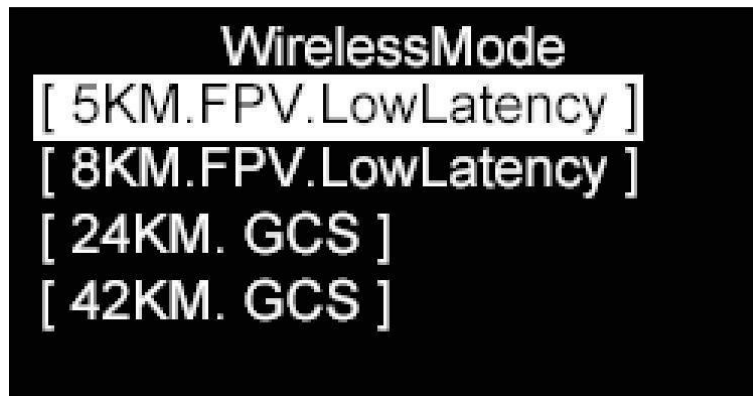 WirelessMode
[ 5KM.FPV.LowLatency ]
[ 8KM.FPV.LowLatency ]
[ 24KM. GCS ]
[ 42KM. GCS ]